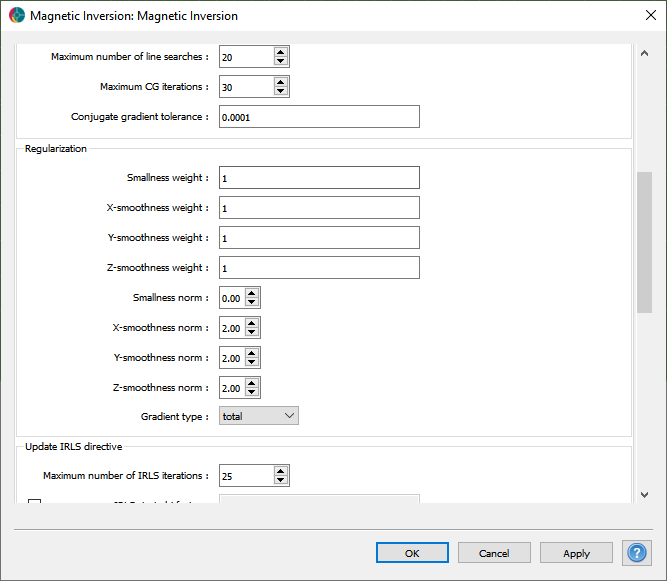 Magnetic Inversion: Magnetic Inversion
Maximum number of line searches : 20
Maximum CG iterations : 30
Conjugate gradient tolerance : 0.0001
Regularization
Smallness weight : 1
X-smoothness weight : 1
Y-smoothness weight : 1
Z-smoothness weight : 1
Smallness norm : 0.00
X-smoothness norm : 2.00
Y-smoothness norm : 2.00
Z-smoothness norm : 2.00
Gradient type : total
Update IRLS directive
Maximum number of IRLS iterations : 25
OK Cancel Apply ?